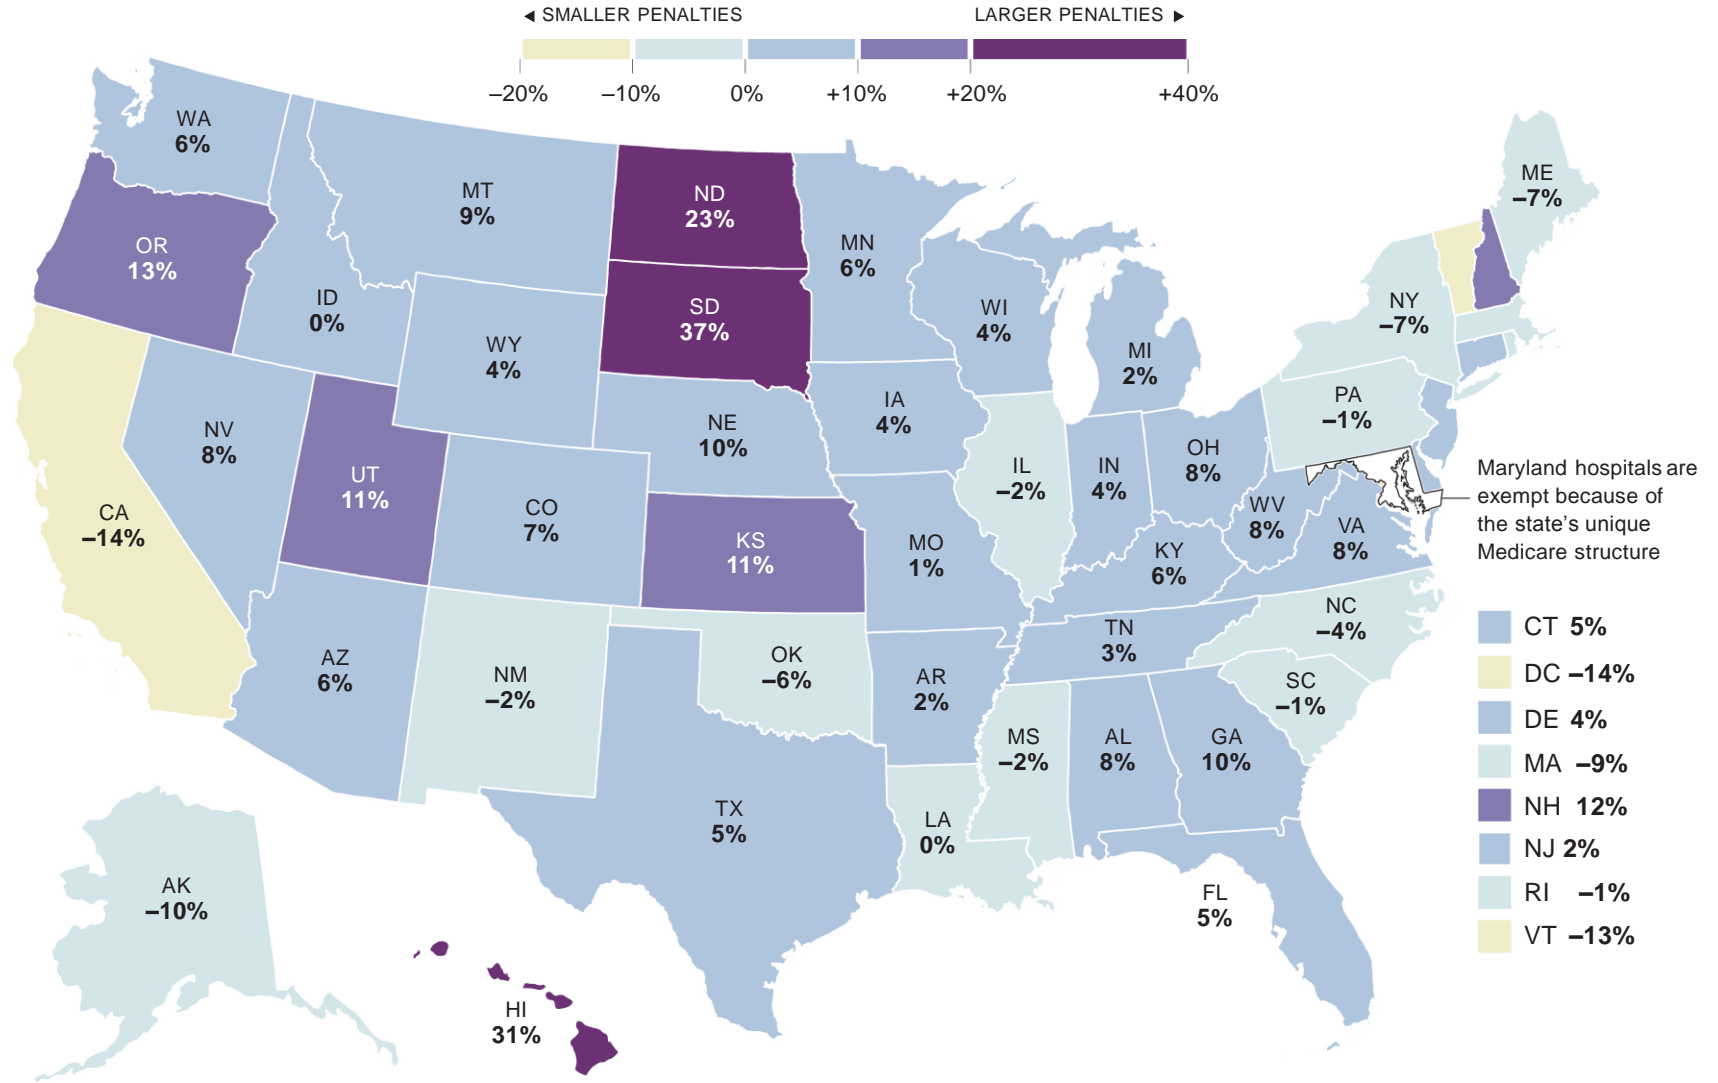 ◄ SMALLER PENALTIES
LARGER PENALTIES ►
–20%
–10%
0%
+10%
+20%
+40%
WA
6%
OR
13%
CA
–14%
ID
0%
NV
8%
MT
9%
WY
4%
UT
11%
AZ
6%
CO
7%
NM
–2%
ND
23%
SD
37%
NE
10%
KS
11%
OK
–6%
TX
5%
MN
6%
IA
4%
MO
1%
AR
2%
LA
0%
WI
4%
IL
–2%
MS
–2%
MI
2%
IN
4%
OH
8%
KY
6%
TN
3%
AL
8%
GA
10%
FL
5%
WV
8%
VA
8%
NC
–4%
SC
–1%
PA
–1%
NY
–7%
ME
–7%
AK
–10%
HI
31%
Maryland hospitals are
exempt because of
the state’s unique
Medicare structure
CT 5%
DC –14%
DE 4%
MA –9%
NH 12%
NJ 2%
RI –1%
VT –13%